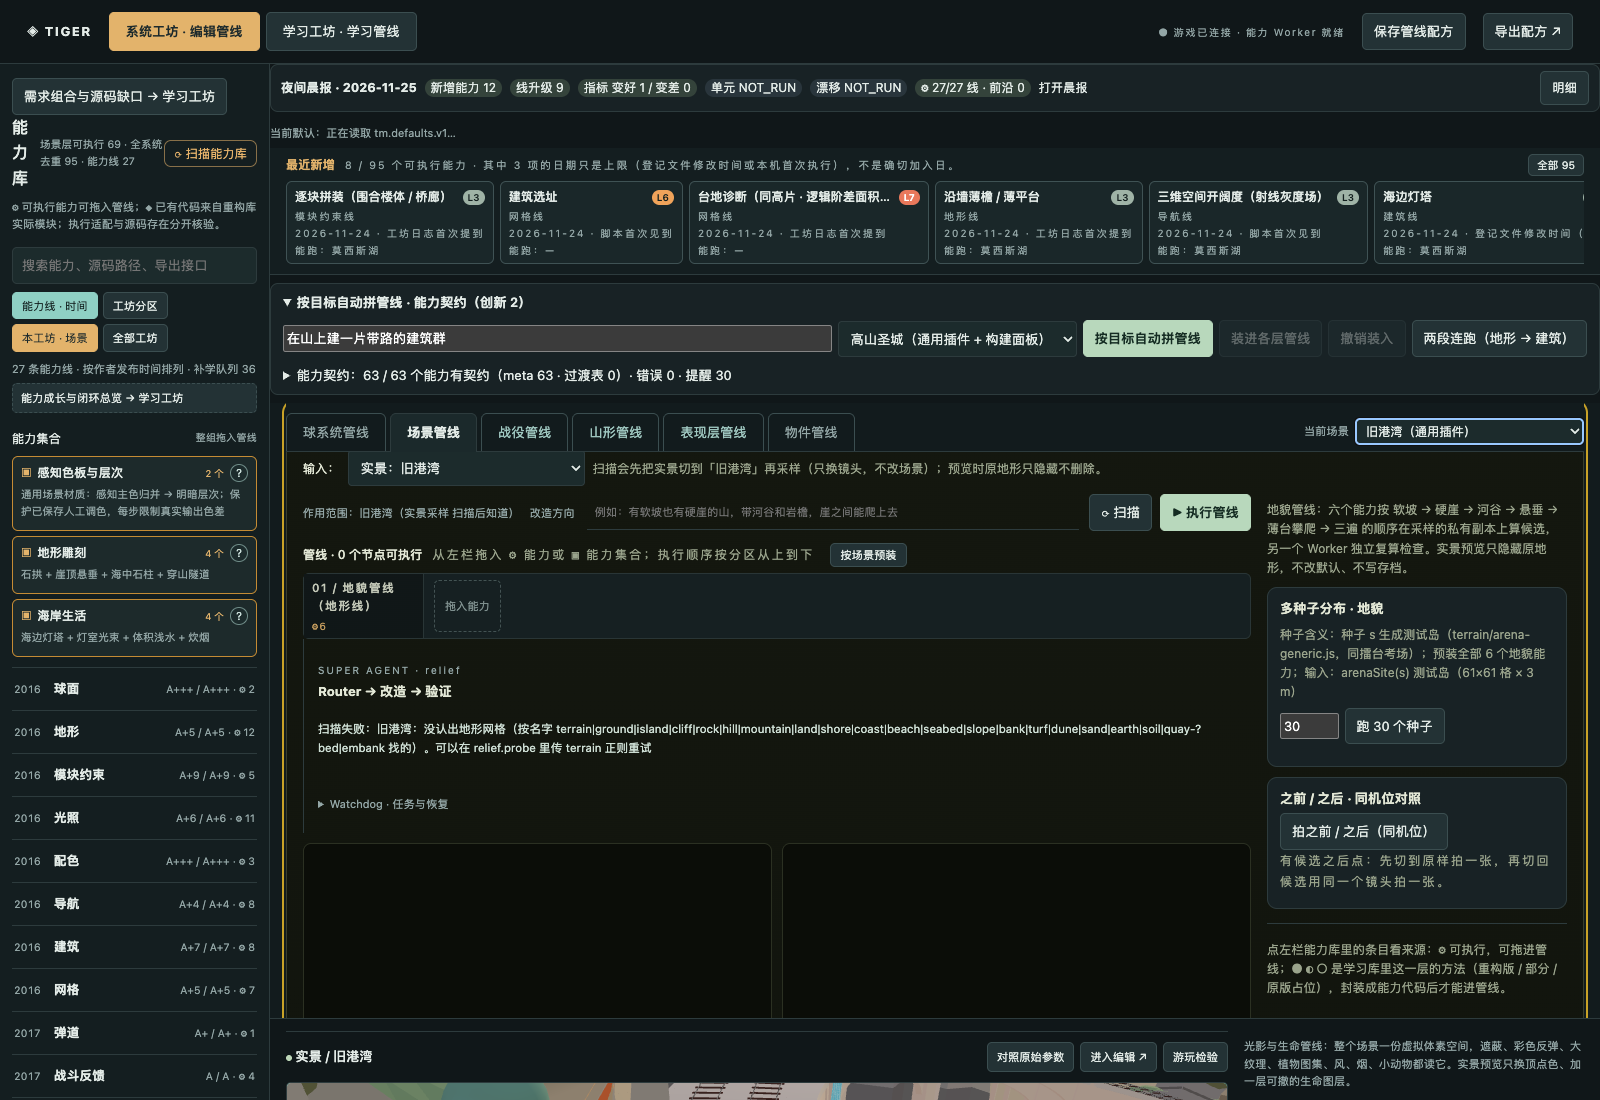 ◈ TIGER
系统工坊 · 编辑管线
学习工坊 · 学习管线
游戏已连接 · 能力 Worker 就绪
保存管线配方
导出配方 ↗
需求组合与源码缺口 → 学习工坊
能力库
场景层可执行 69 · 全系统去重 95 · 能力线 27
⟳ 扫描能力库
⚙ 可执行能力可拖入管线；◆ 已有代码来自重构库实际模块；执行适配与源码存在分开核验。
搜索能力、源码路径、导出接口
能力线 · 时间
工坊分区
本工坊 · 场景
全部工坊
27 条能力线 · 按作者发布时间排列 · 补学队列 36
能力成长与闭环总览 → 学习工坊
能力集合
整组拖入管线
▣ 感知色板与层次 2 个 ?
通用场景材质：感知主色归并 → 明暗层次；保护已保存人工调色，每步限制真实输出色差
▣ 地形雕刻 4 个 ?
石拱 + 崖顶悬垂 + 海中石柱 + 穿山隧道
▣ 海岸生活 4 个 ?
海边灯塔 + 灯室光束 + 体积浅水 + 炊烟
2016 球面 A+++ / A+++ · ⚙ 2
2016 地形 A+5 / A+5 · ⚙ 12
2016 模块约束 A+9 / A+9 · ⚙ 5
2016 光照 A+6 / A+6 · ⚙ 11
2016 配色 A+++ / A+++ · ⚙ 3
2016 导航 A+4 / A+4 · ⚙ 8
2016 建筑 A+7 / A+7 · ⚙ 8
2016 网格 A+5 / A+5 · ⚙ 7
2017 弹道 A+ / A+ · ⚙ 1
2017 战斗反馈 A / A · ⚙ 4
夜间晨报 · 2026-11-25
新增能力 12
线升级 9
指标 变好 1 / 变差 0
单元 NOT_RUN
漂移 NOT_RUN
⚙ 27/27 线 · 前沿 0
打开晨报
明细
当前默认：正在读取 tm.defaults.v1…
最近新增 8 / 95 个可执行能力 · 其中 3 项的日期只是上限（登记文件修改时间或本机首次执行），不是确切加入日。
全部 95
逐块拼装（围合楼体 / 桥廊） L3
模块约束线
2026-11-24 · 工坊日志首次提到
能跑：莫西斯湖
建筑选址 L6
网格线
2026-11-24 · 脚本首次见到
能跑：—
台地诊断（同高片 · 逻辑阶差面积… L7
网格线
2026-11-24 · 工坊日志首次提到
能跑：—
沿墙薄檐 / 薄平台 L3
地形线
2026-11-24 · 工坊日志首次提到
能跑：莫西斯湖
三维空间开阔度（射线灰度场） L3
导航线
2026-11-24 · 脚本首次见到
能跑：莫西斯湖
海边灯塔
建筑线
2026-11-24 · 登记文件修改时间（
能跑：莫西斯湖
▼ 按目标自动拼管线 · 能力契约（创新 2）
在山上建一片带路的建筑群
高山圣城（通用插件 + 构建面板）
按目标自动拼管线
装进各层管线
撤销装入
两段连跑（地形 → 建筑）
▶ 能力契约：63 / 63 个能力有契约（meta 63 · 过渡表 0）· 错误 0 · 提醒 30
球系统管线
场景管线
战役管线
山形管线
表现层管线
物件管线
当前场景
旧港湾（通用插件）
输入：
实景：旧港湾
扫描会先把实景切到「旧港湾」再采样（只换镜头，不改场景）；预览时原地形只隐藏不删除。
作用范围：旧港湾（实景采样 扫描后知道）
改造方向
例如：有软坡也有硬崖的山，带河谷和岩檐，崖之间能爬上去
⟳ 扫描
▶ 执行管线
管线 · 0 个节点可执行
从左栏拖入 ⚙ 能力或 ▣ 能力集合；执行顺序按分区从上到下
按场景预装
01 / 地貌管线（地形线）
⚙6
拖入能力
SUPER AGENT · relief
Router → 改造 → 验证
扫描失败：旧港湾：没认出地形网格（按名字 terrain|ground|island|cliff|rock|hill|mountain|land|shore|coast|beach|seabed|slope|bank|turf|dune|sand|earth|soil|quay-?
bed|embank 找的）。可以在 relief.probe 里传 terrain 正则重试
▶ Watchdog · 任务与恢复
地貌管线：六个能力按 软坡 → 硬崖 → 河谷 → 悬垂 →
薄台攀爬 → 三遍 的顺序在采样的私有副本上算候选，
另一个 Worker 独立复算检查。实景预览只隐藏原地
形，不改默认、不写存档。
多种子分布 · 地貌
种子含义：种子 s 生成测试岛（terrain/arena-
generic.js，同擂台考场）；预装全部 6 个地貌能
力；输入：arenaSite(s) 测试岛（61×61 格 × 3
m）
30
跑 30 个种子
之前 / 之后 · 同机位对照
拍之前 / 之后（同机位）
有候选之后点：先切到原样拍一张，再切回
候选用同一个镜头拍一张。
点左栏能力库里的条目看来源：⚙ 可执行，可拖进管
线；● ◐ ○ 是学习库里这一层的方法（重构版 / 部分 /
原版占位），封装成能力代码后才能进管线。
实景 / 旧港湾
对照原始参数
进入编辑 ↗
游玩检验
光影与生命管线：整个场景一份虚拟体素空间，遮蔽、彩色反弹、大
纹理、植物图集、风、烟、小动物都读它。实景预览只换顶点色、加
一层可撤的生命图层。